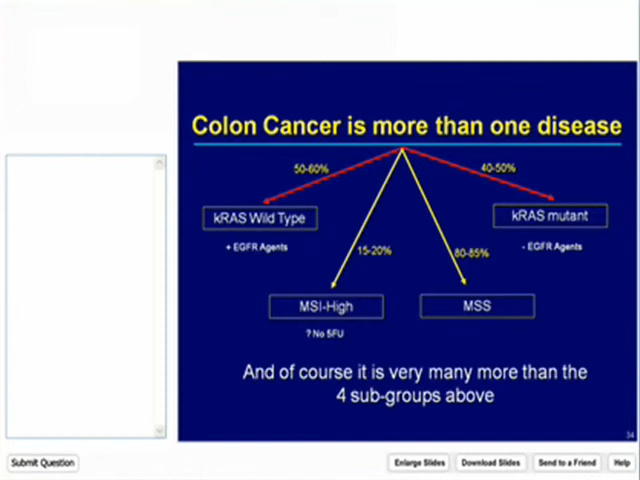 Colon Cancer is more than one disease
50-60%
40-50%
kRAS Wild Type
kRAS mutant
+ EGFR Agents
- EGFR Agents
15-20%
80-85%
MSI-High
MSS
? No 5FU
And of course it is very many more than the
4 sub-groups above
34
Submit Question
Enlarge Slides
Download Slides
Send to a Friend
Help